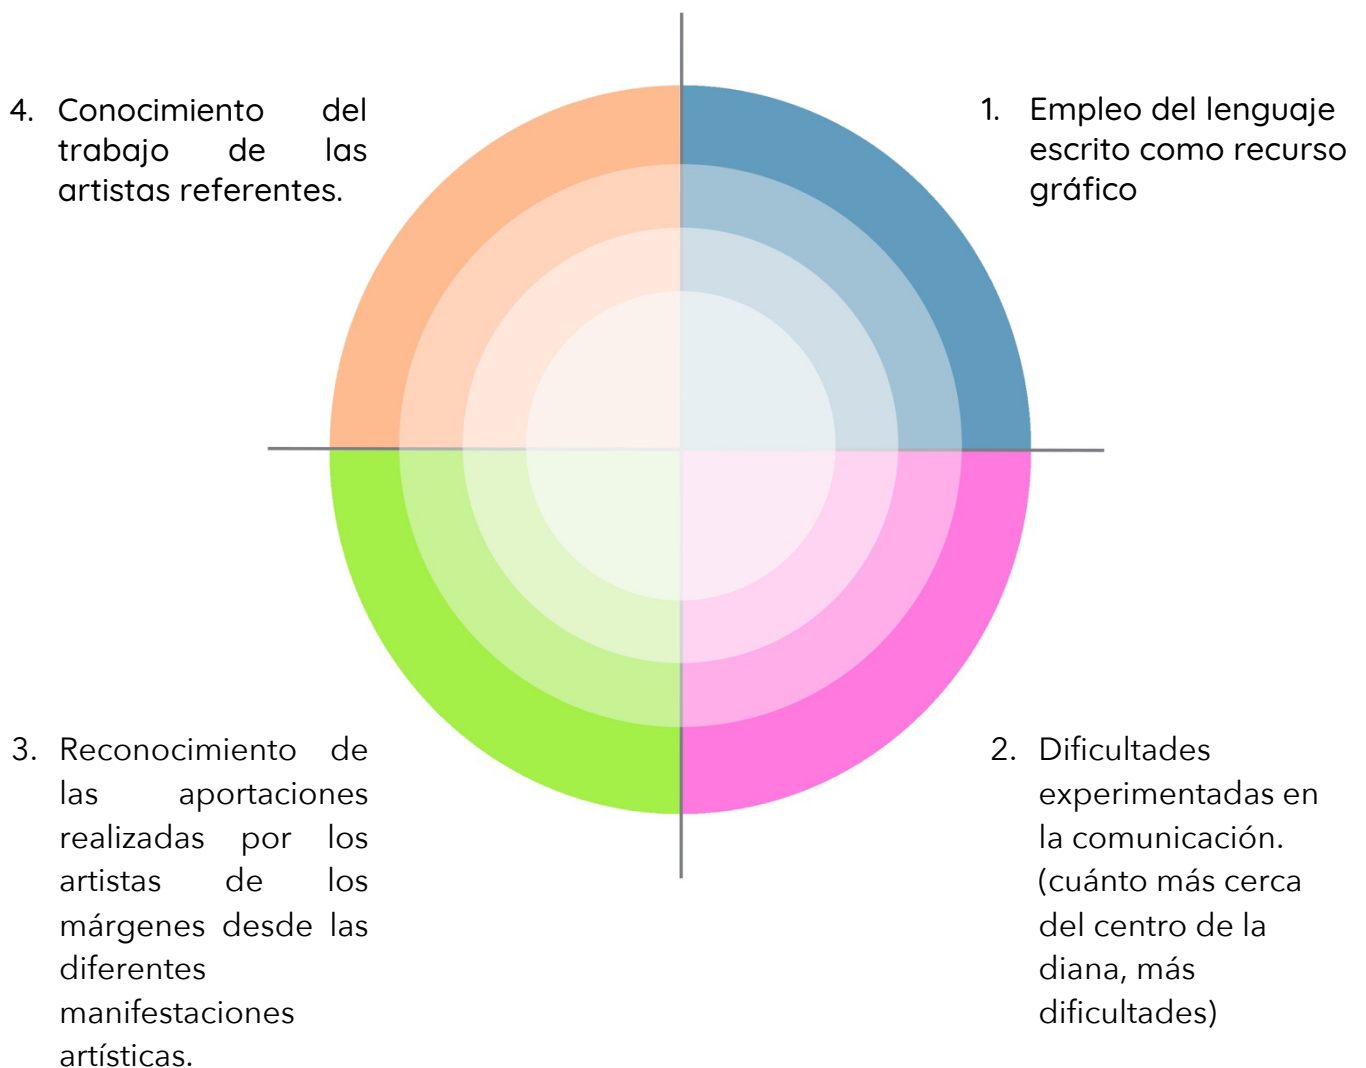 1. Empleo del lenguaje
escrito como recurso
gráfico
2. Dificultades
experimentadas en
la comunicación.
(cuánto más cerca
del centro de la
diana, más
dificultades)
3. Reconocimiento de
las aportaciones
realizadas por los
artistas de los
márgenes desde las
diferentes
manifestaciones
artísticas.
4. Conocimiento del
trabajo de las
artistas referentes.